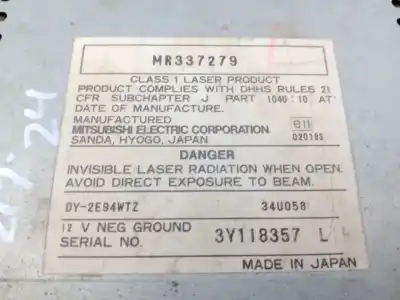 MR337279
CLASS 1 LASER PRODUCT
PRODUCT COMPLIES WITH DHHS RULES 21
CFR SUBCHAPTER J PART 1040:10 AT
DATE OF MANUFACTURE.
MANUFACTURED
MITSUBISHI ELECTRIC CORPORATION
SANDA, HYOGO, JAPAN
e11
020195
DANGER
INVISIBLE LASER RADIATION WHEN OPEN.
AVOID DIRECT EXPOSURE TO BEAM.
DY-2E94WTZ 34U058
12 V NEG GROUND
SERIAL NO. 3Y118357 L
MADE IN JAPAN